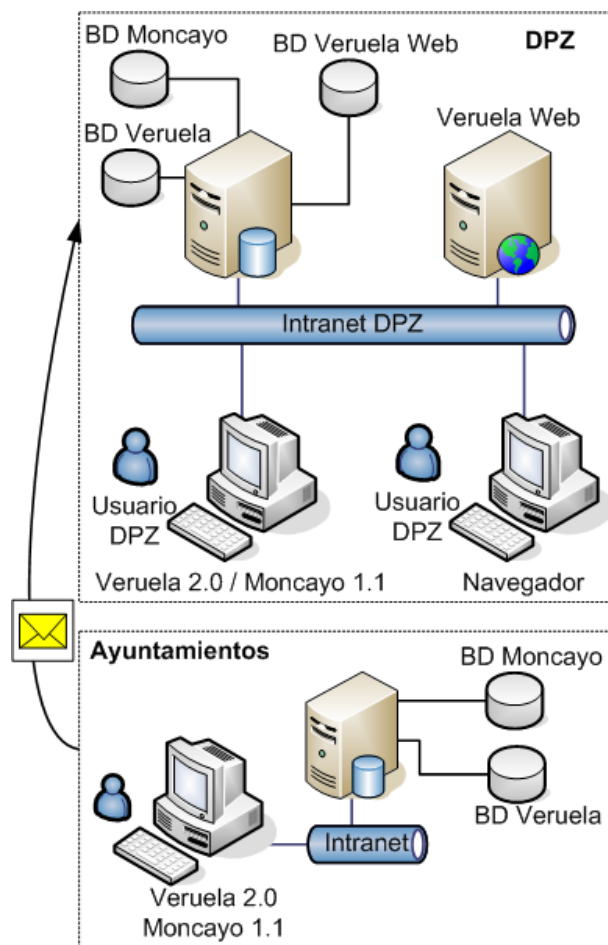 BD Moncayo
BD Veruela Web
DPZ
BD Veruela
Veruela Web
Intranet DPZ
Usuario
DPZ
Usuario
DPZ
Veruela 2.0 / Moncayo 1.1
Navegador
Ayuntamientos
BD Moncayo
BD Veruela
Intranet
Veruela 2.0
Moncayo 1.1